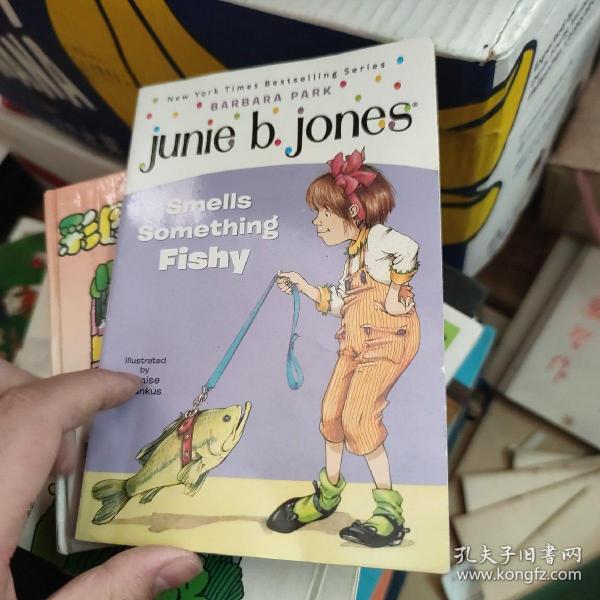 New York Times Bestselling Series
BARBARA PARK
junie b. jones®
Smells
Something
Fishy
illustrated
by
孔夫子旧书网
www.kongfz.com